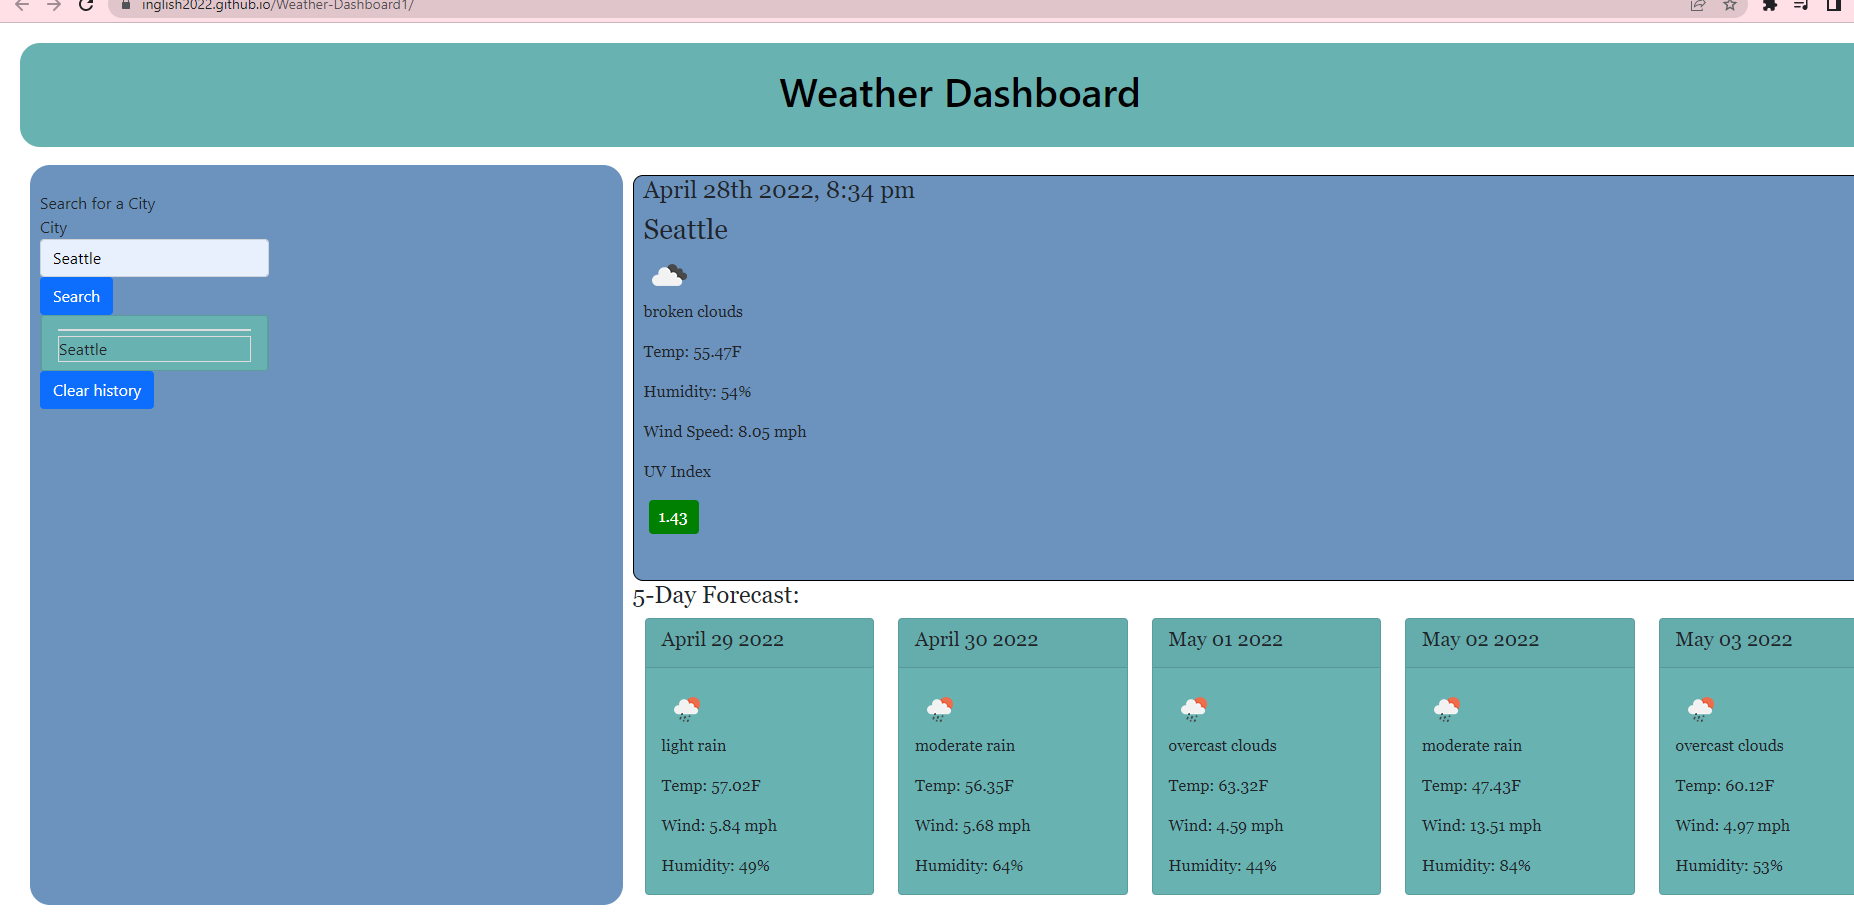 inglish2022.github.io/Weather-Dashboard1/
Weather Dashboard
Search for a City
City
Seattle
Search
Seattle
Clear history
April 28th 2022, 8:34 pm
Seattle
broken clouds
Temp: 55.47F
Humidity: 54%
Wind Speed: 8.05 mph
UV Index
1.43
5-Day Forecast:
April 29 2022
light rain
Temp: 57.02F
Wind: 5.84 mph
Humidity: 49%
April 30 2022
moderate rain
Temp: 56.35F
Wind: 5.68 mph
Humidity: 64%
May 01 2022
overcast clouds
Temp: 63.32F
Wind: 4.59 mph
Humidity: 44%
May 02 2022
moderate rain
Temp: 47.43F
Wind: 13.51 mph
Humidity: 84%
May 03 2022
overcast clouds
Temp: 60.12F
Wind: 4.97 mph
Humidity: 53%